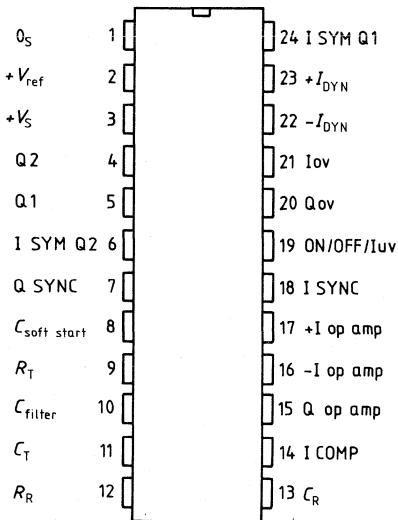 0S 1 24 I SYM Q1
+Vref 2 23 +IDYN
+VS 3 22 -IDYN
Q2 4 21 Iov
Q1 5 20 Qov
I SYM Q2 6 19 ON/OFF/Iuv
Q SYNC 7 18 I SYNC
Csoft start 8 17 +I op amp
RT 9 16 -I op amp
Cfilter 10 15 Q op amp
CT 11 14 I COMP
RR 12 13 CR